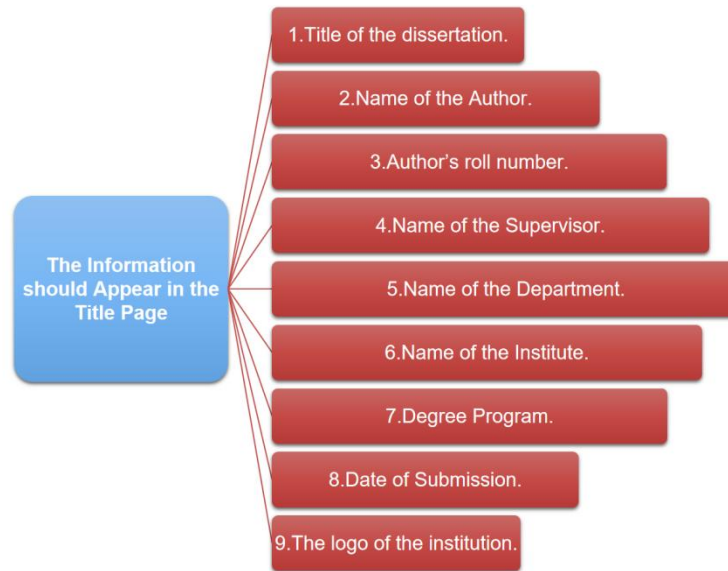 1.Title of the dissertation.
2.Name of the Author.
3.Author’s roll number.
4.Name of the Supervisor.
The Information
should Appear in the
Title Page
5.Name of the Department.
6.Name of the Institute.
7.Degree Program.
8.Date of Submission.
9.The logo of the institution.